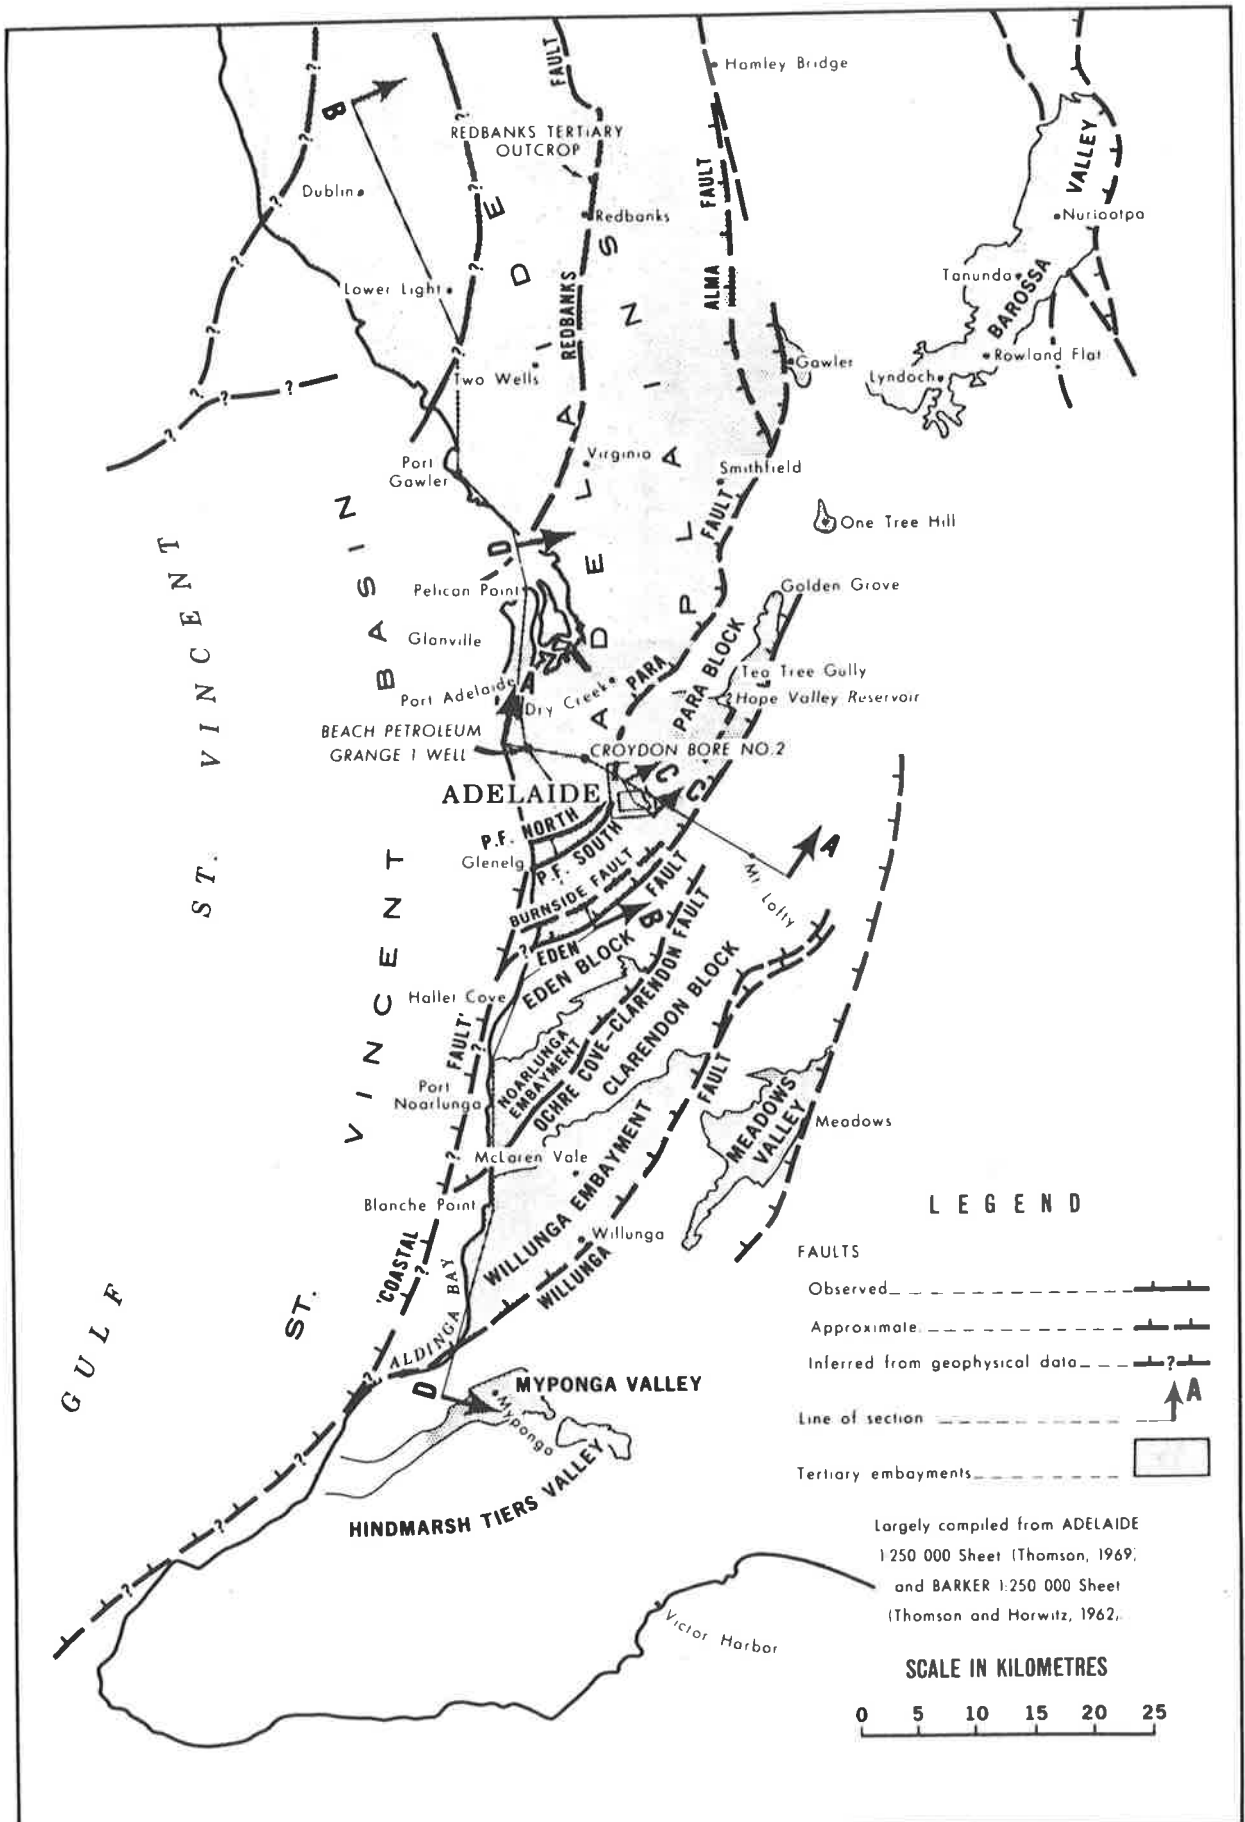 Hamley Bridge
FAULT
B
REDBANKS TERTIARY
OUTCROP
Dublin
Redbanks
FAULT
VALLEY
Nuriootpa
Lower Light
REDBANKS
ALMA
Tanunda
BAROSSA
Rowland Flat
Two Wells
Gawler
Lyndoch
ADELAIDE PLAINS
Virginia
Port
Gawler
Smithfield
FAULT
One Tree Hill
D
Pelican Point
Golden Grove
Glanville
PARA BLOCK
PARA
Tea Tree Gully
Port Adelaide
A
Dry Creek
Hope Valley Reservoir
BEACH PETROLEUM
GRANGE 1 WELL
CROYDON BORE NO.2
C
C
ADELAIDE
P.F. NORTH
P.F. SOUTH
Glenelg
A
Mt. Lofty
BURNSIDE FAULT
EDEN FAULT
B
EDEN BLOCK
Hallet Cove
'COASTAL FAULT'
NOARLUNGA
EMBAYMENT
OCHRE COVE-CLARENDON FAULT
CLARENDON BLOCK
Port
Noarlunga
FAULT
MEADOWS
VALLEY
Meadows
McLaren Vale
Blanche Point
WILLUNGA EMBAYMENT
Willunga
WILLUNGA
ALDINGA BAY
D
MYPONGA VALLEY
Myponga
HINDMARSH TIERS VALLEY
Victor Harbor
GULF ST. VINCENT
ST. VINCENT BASIN
LEGEND
FAULTS
Observed
Approximate
Inferred from geophysical data
?
Line of section
A
Tertiary embayments
Largely compiled from ADELAIDE
1:250 000 Sheet (Thomson, 1969)
and BARKER 1:250 000 Sheet
(Thomson and Horwitz, 1962)
SCALE IN KILOMETRES
0 5 10 15 20 25